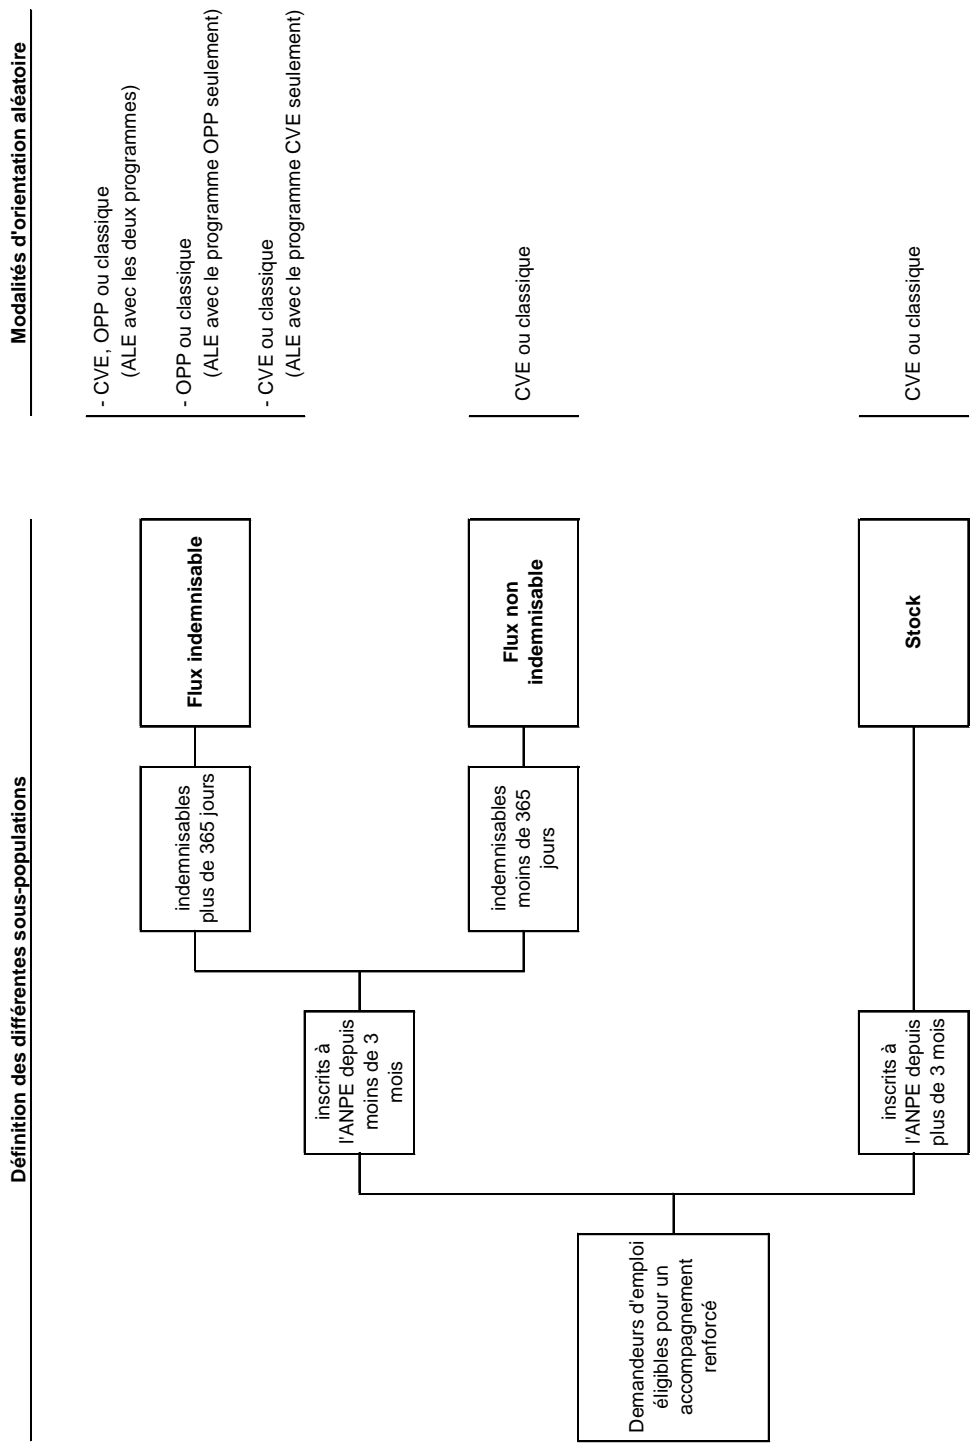 Définition des différentes sous-populations
Modalités d'orientation aléatoire
Demandeurs d'emploi
éligibles pour un
accompagnement
renforcé
inscrits à
l'ANPE depuis
moins de 3
mois
indemnisables
plus de 365 jours
Flux indemnisable
- CVE, OPP ou classique
(ALE avec les deux programmes)
- OPP ou classique
(ALE avec le programme OPP seulement)
- CVE ou classique
(ALE avec le programme CVE seulement)
indemnisables
moins de 365
jours
Flux non
indemnisable
CVE ou classique
inscrits à
l'ANPE depuis
plus de 3 mois
Stock
CVE ou classique